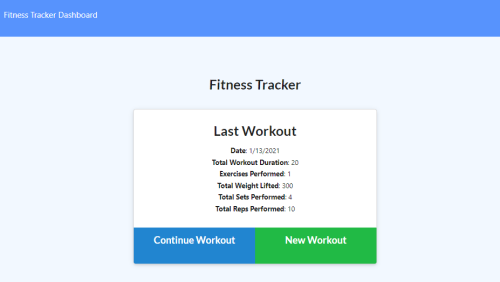 Fitness Tracker Dashboard
Fitness Tracker
Last Workout
Date: 1/13/2021
Total Workout Duration: 20
Exercises Performed: 1
Total Weight Lifted: 300
Total Sets Performed: 4
Total Reps Performed: 10
Continue Workout New Workout